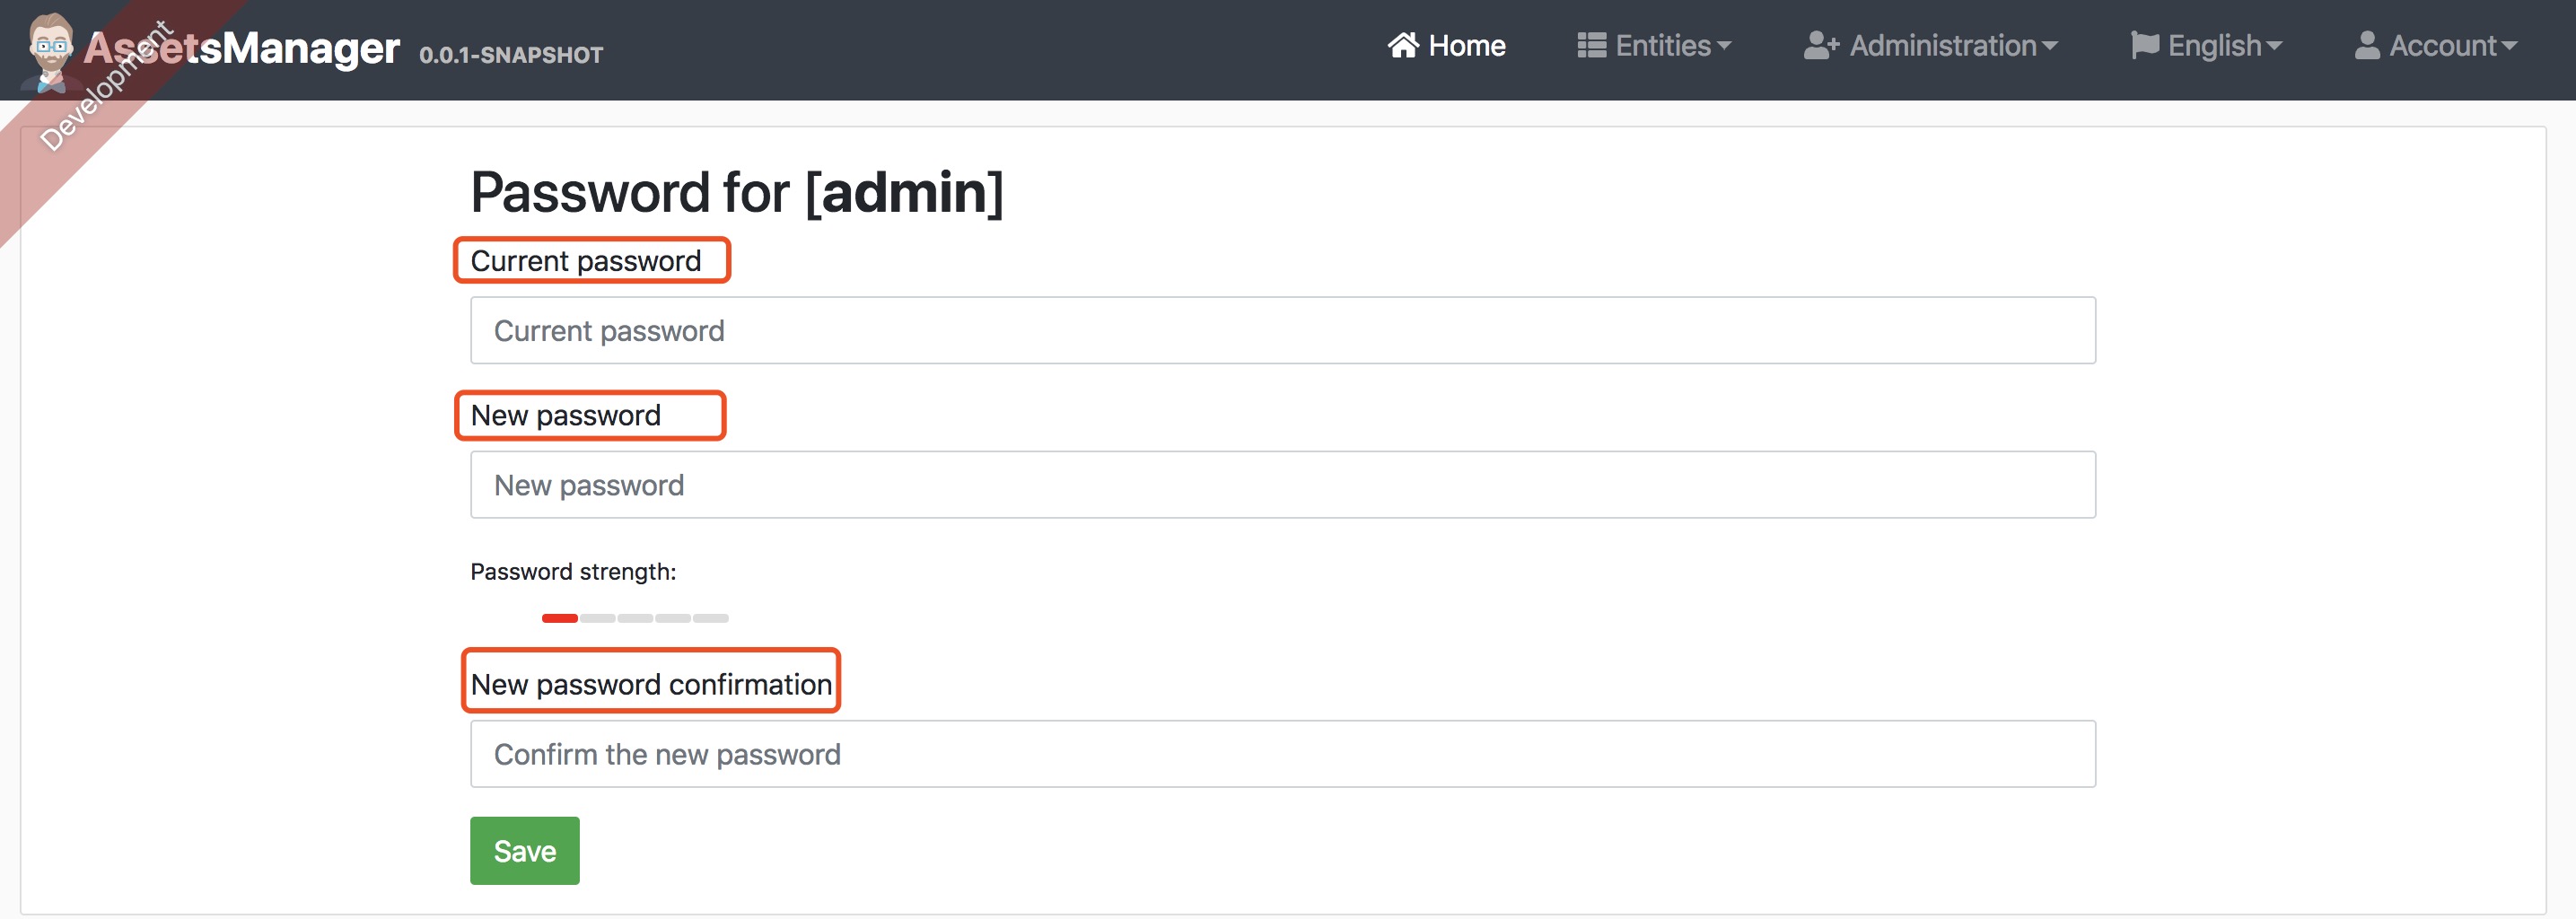 AssetsManager 0.0.1-SNAPSHOT Home Entities Administration English Account
Development
Password for [admin]
Current password
Current password
New password
New password
Password strength:
New password confirmation
Confirm the new password
Save